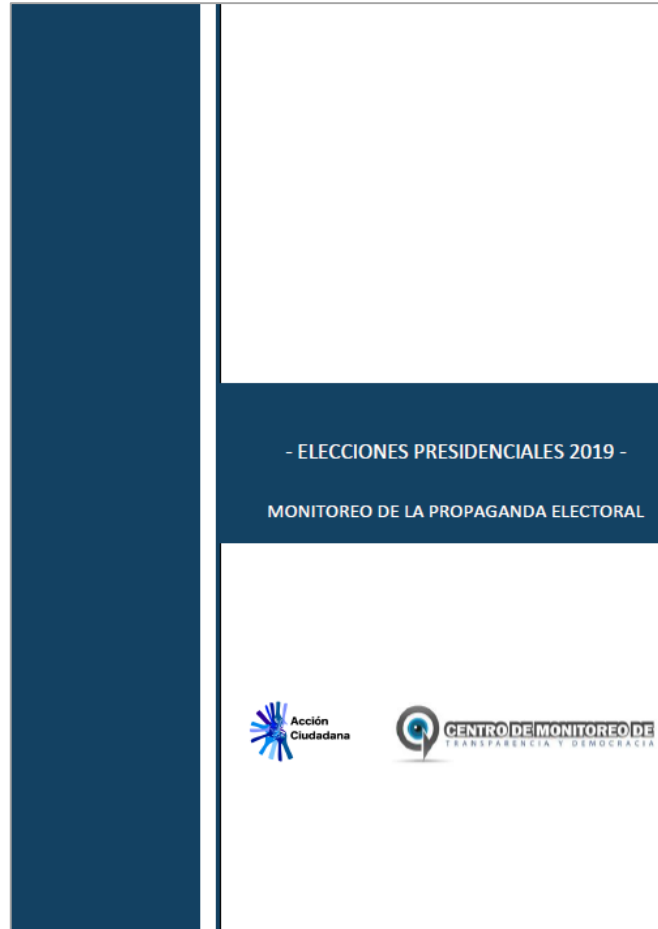 - ELECCIONES PRESIDENCIALES 2019 -
MONITOREO DE LA PROPAGANDA ELECTORAL
Acción
Ciudadana
CENTRO DE MONITOREO DE
TRANSPARENCIA Y DEMOCRACIA